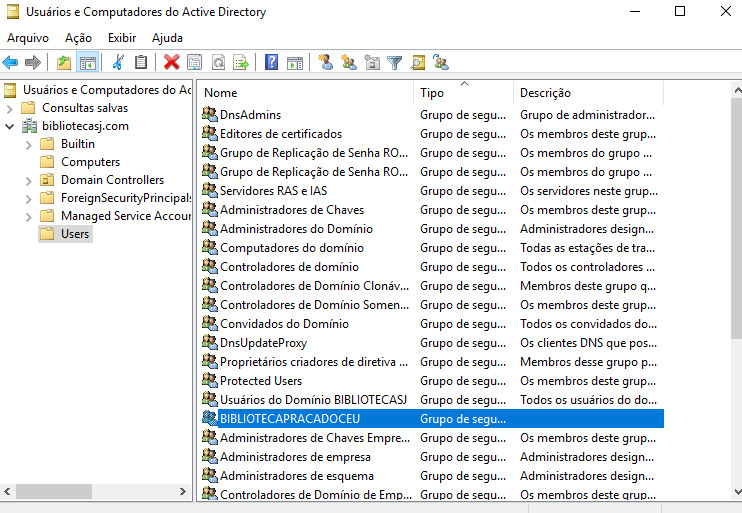 Usuários e Computadores do Active Directory
Arquivo Ação Exibir Ajuda
Usuários e Computadores do Ac
Consultas salvas
bibliotecasj.com
Builtin
Computers
Domain Controllers
ForeignSecurityPrincipals
Managed Service Accour
Users
Nome Tipo Descrição
DnsAdmins Grupo de segu... Grupo de administrador...
Editores de certificados Grupo de segu... Os membros deste grup...
Grupo de Replicação de Senha RO... Grupo de segu... Os membros do grupo ...
Grupo de Replicação de Senha RO... Grupo de segu... Os membros do grupo ...
Servidores RAS e IAS Grupo de segu... Os servidores neste grup...
Administradores de Chaves Grupo de segu... Os membros deste grup...
Administradores do Domínio Grupo de segu... Administradores design...
Computadores do domínio Grupo de segu... Todas as estações de tra...
Controladores de domínio Grupo de segu... Todos os controladores ...
Controladores de Domínio Clonáv... Grupo de segu... Membros deste grupo q...
Controladores de Domínio Somen... Grupo de segu... Os membros deste grup...
Convidados do Domínio Grupo de segu... Todos os convidados do...
DnsUpdateProxy Grupo de segu... Os clientes DNS que pos...
Proprietários criadores de diretiva ... Grupo de segu... Membros desse grupo p...
Protected Users Grupo de segu... Os membros deste grup...
Usuários do Domínio BIBLIOTECASJ Grupo de segu... Todos os usuários do do...
BIBLIOTECAPRACADOCEU Grupo de segu...
Administradores de Chaves Empre... Grupo de segu... Os membros deste grup...
Administradores de empresa Grupo de segu... Administradores design...
Administradores de esquema Grupo de segu... Administradores design...
Controladores de Domínio de Emp... Grupo de segu... Os membros deste grup...